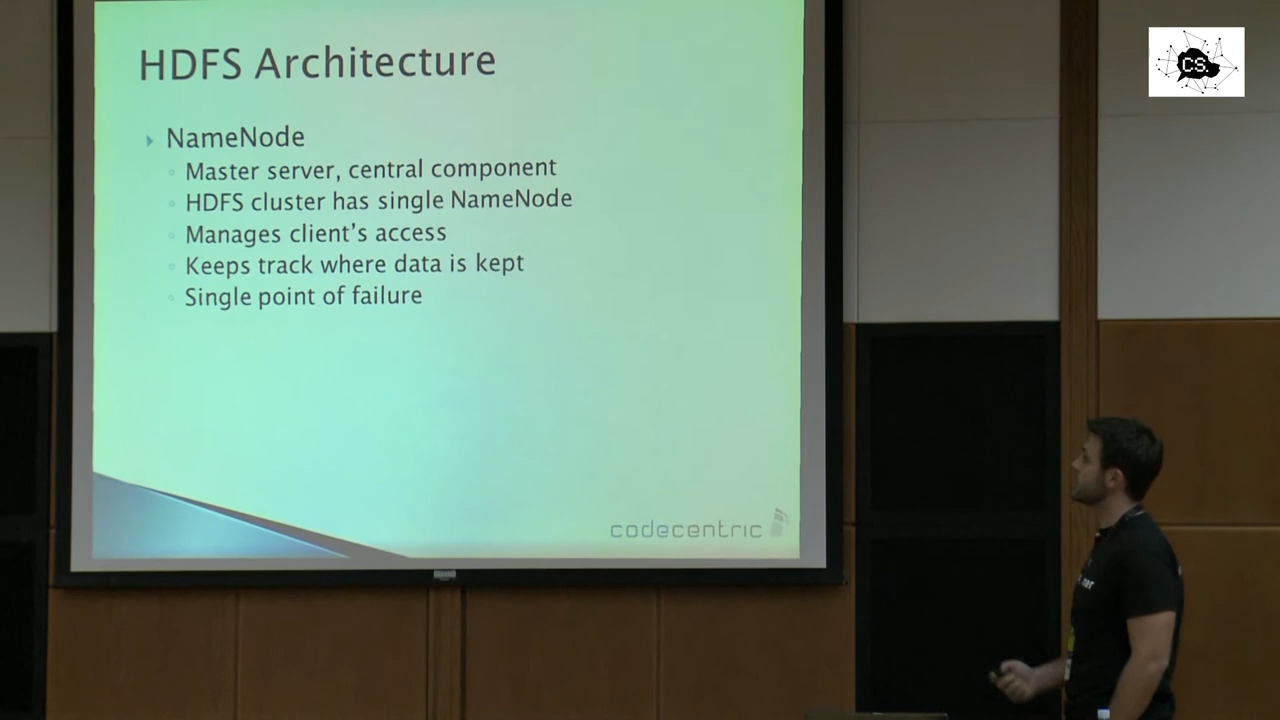 HDFS Architecture
NameNode
Master server, central component
HDFS cluster has single NameNode
Manages client's access
Keeps track where data is kept
Single point of failure
codecentric
CS.